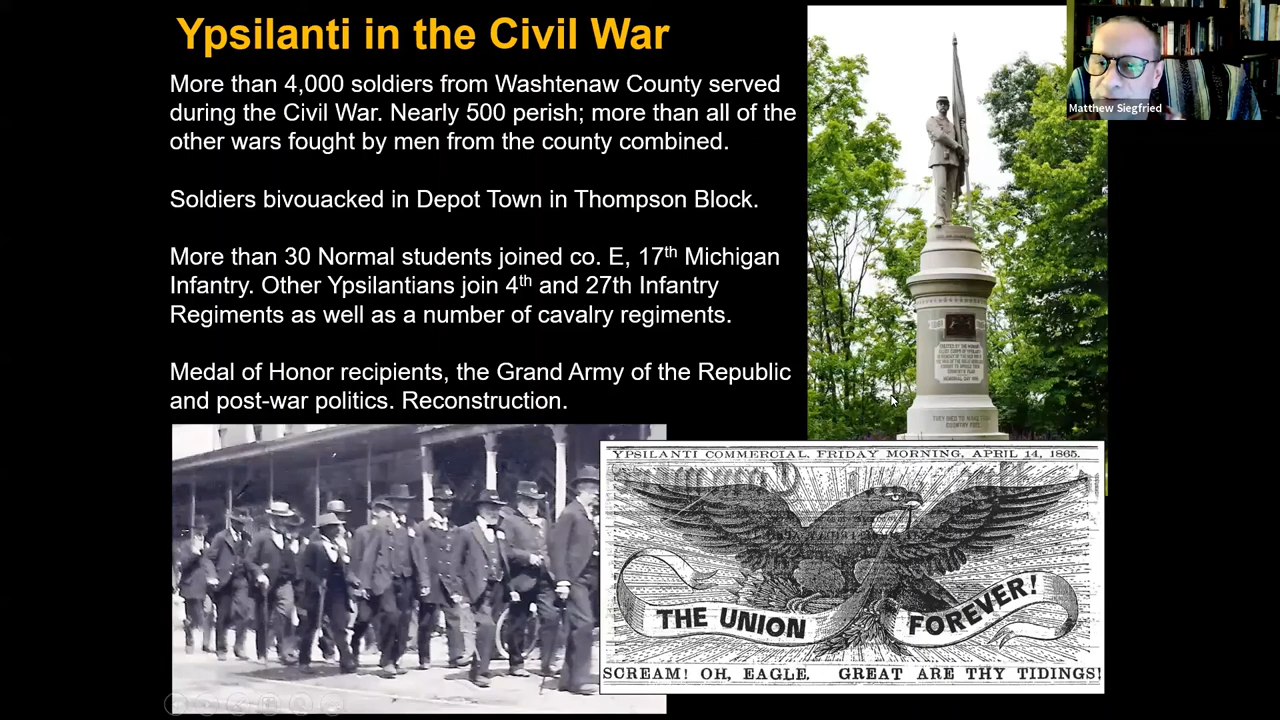 Ypsilanti in the Civil War
More than 4,000 soldiers from Washtenaw County served
during the Civil War. Nearly 500 perish; more than all of the
other wars fought by men from the county combined.
Soldiers bivouacked in Depot Town in Thompson Block.
More than 30 Normal students joined co. E, 17th Michigan
Infantry. Other Ypsilantians join 4th and 27th Infantry
Regiments as well as a number of cavalry regiments.
Medal of Honor recipients, the Grand Army of the Republic
and post-war politics. Reconstruction.
Matthew Siegfried
YPSILANTI COMMERCIAL, FRIDAY MORNING, APRIL 14, 1865.
THE UNION
FOREVER!
SCREAM! OH, EAGLE, GREAT ARE THY TIDINGS!